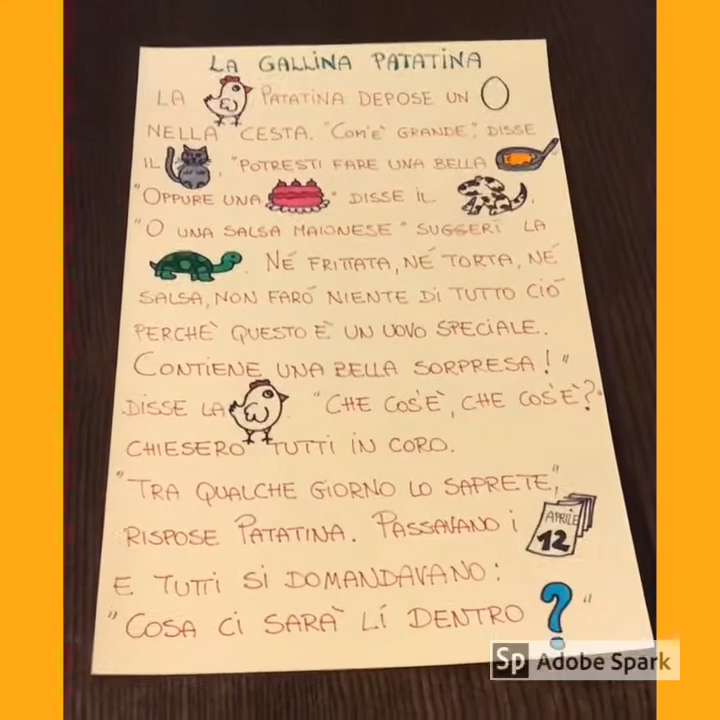 LA GALLINA PATATINA
LA PATATINA DEPOSE UN
NELLA CESTA. "COM'È GRANDE", DISSE
IL , "POTRESTI FARE UNA BELLA "
"OPPURE UNA " DISSE IL .
"O UNA SALSA MAIONESE" SUGGERÌ LA
. NÉ FRITTATA, NÉ TORTA, NÉ
SALSA, NON FARÓ NIENTE DI TUTTO CIÓ
PERCHÈ QUESTO È UN UOVO SPECIALE.
CONTIENE UNA BELLA SORPRESA!"
DISSE LA "CHE COS'È, CHE COS'È?"
CHIESERO TUTTI IN CORO.
"TRA QUALCHE GIORNO LO SAPRETE",
RISPOSE PATATINA. PASSAVANO I APRILE 12
E TUTTI SI DOMANDAVANO:
"COSA CI SARÀ LÍ DENTRO ?"
Sp Adobe Spark